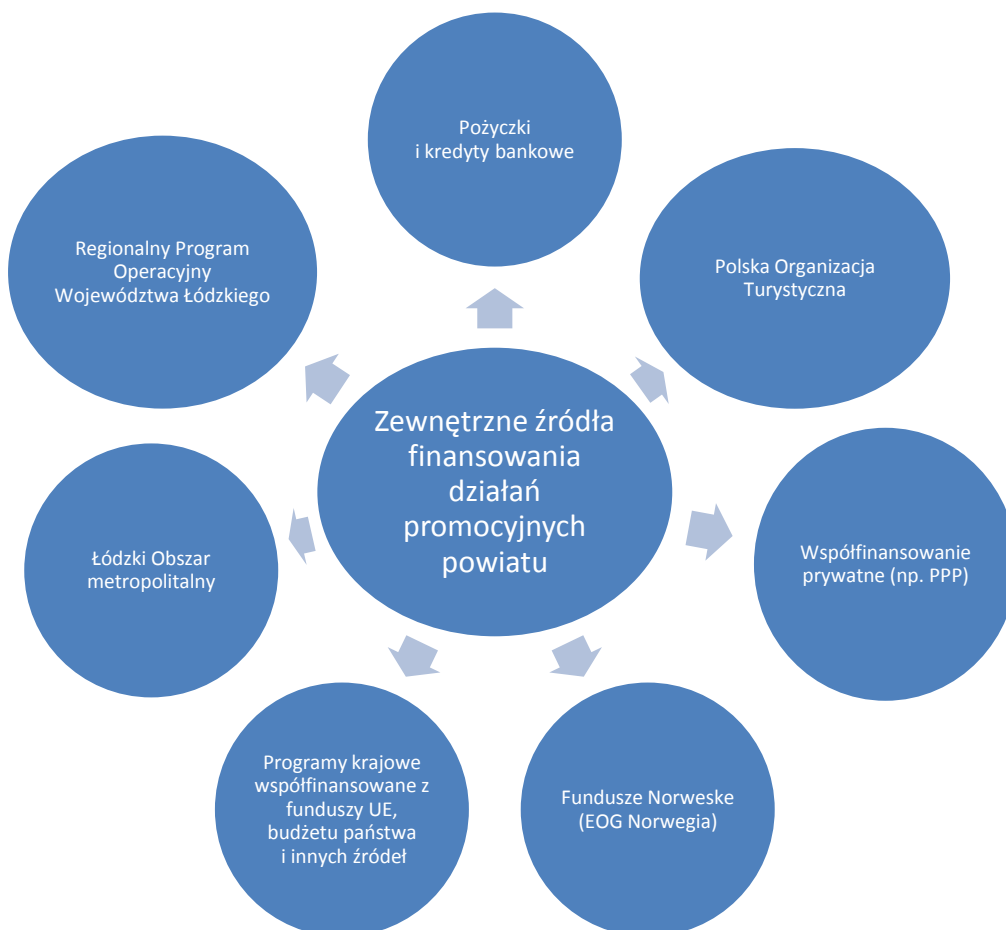 Pożyczki
i kredyty bankowe
Regionalny Program
Operacyjny
Województwa Łódzkiego
Polska Organizacja
Turystyczna
Zewnętrzne źródła
finansowania
działań
promocyjnych
powiatu
Łódzki Obszar
metropolitalny
Współfinansowanie
prywatne (np. PPP)
Programy krajowe
współfinansowane z
funduszy UE,
budżetu państwa
i innych źródeł
Fundusze Norweske
(EOG Norwegia)